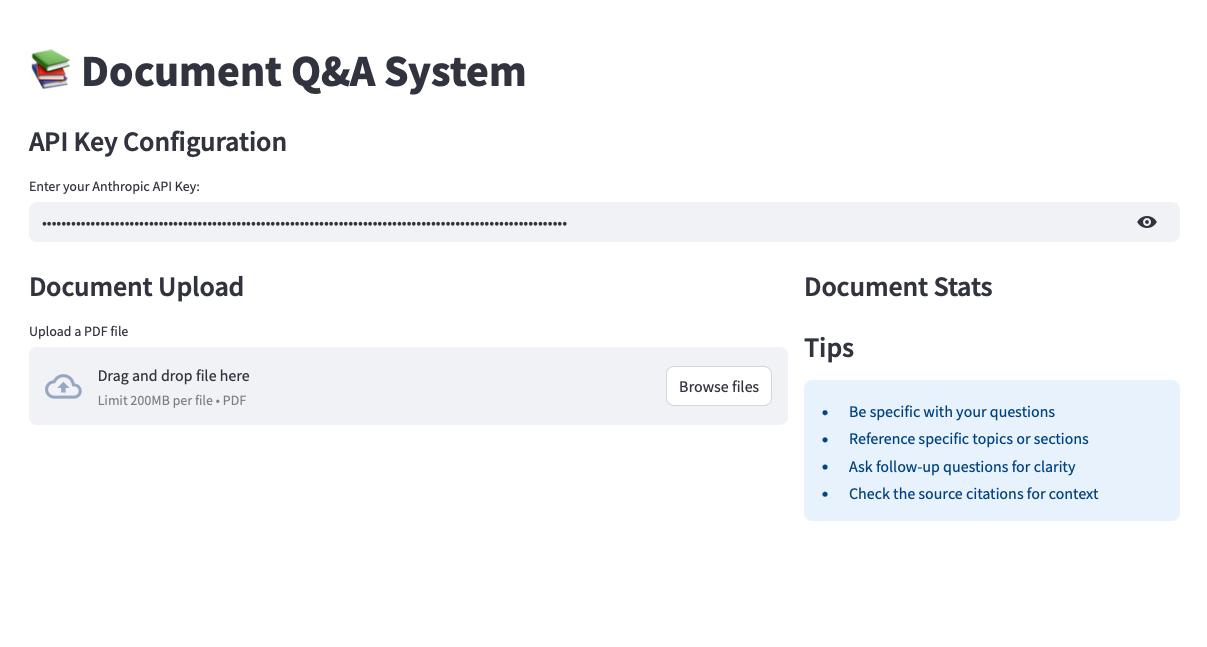 📚 Document Q&A System
API Key Configuration
Enter your Anthropic API Key:
Document Upload
Upload a PDF file
Drag and drop file here
Limit 200MB per file • PDF
Browse files
Document Stats
Tips
• Be specific with your questions
• Reference specific topics or sections
• Ask follow-up questions for clarity
• Check the source citations for context